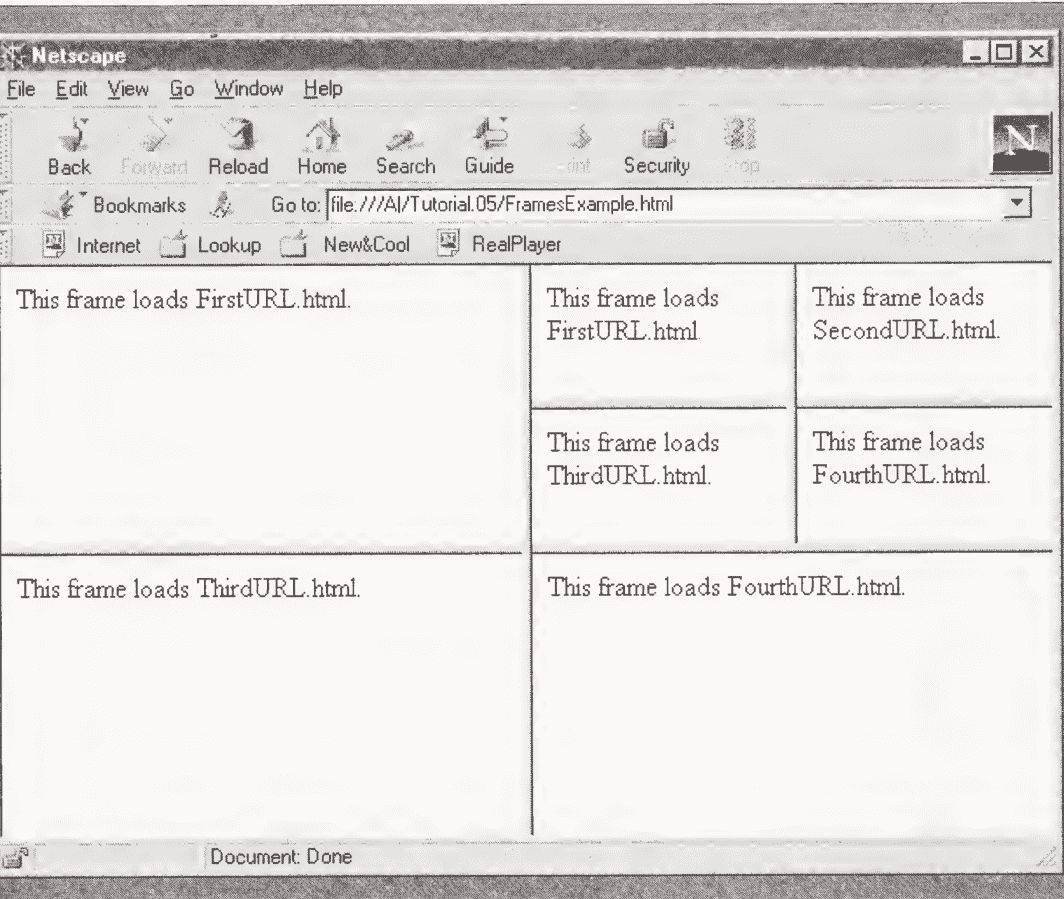 Netscape
File Edit View Go Window Help
N
Back Forward Reload Home Search Guide Print Security Stop
Bookmarks Go to: file:///A|/Tutorial.05/FramesExample.html
Internet Lookup New&Cool RealPlayer
This frame loads FirstURL.html.
This frame loads
FirstURL.html
This frame loads
SecondURL.html.
This frame loads
ThirdURL.html.
This frame loads
FourthURL.html.
This frame loads ThirdURL.html.
This frame loads FourthURL.html.
Document: Done